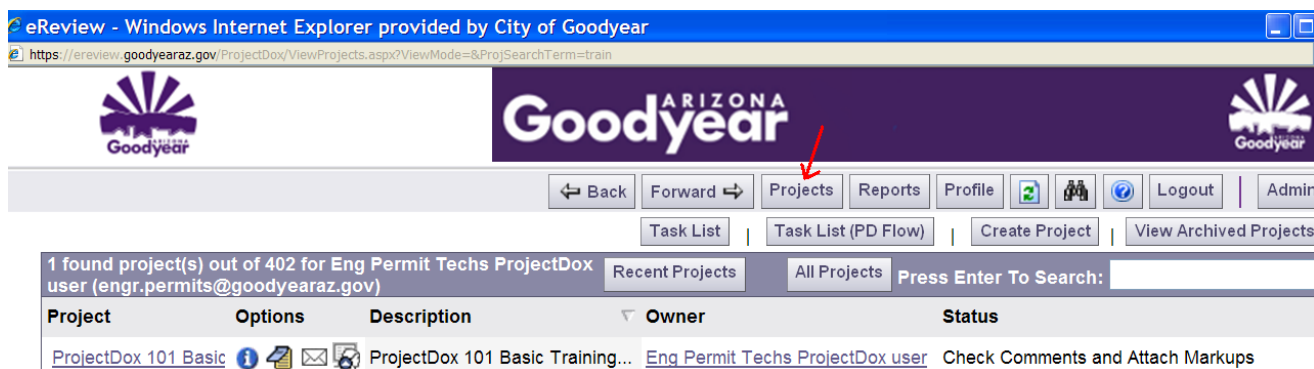 eReview - Windows Internet Explorer provided by City of Goodyear
https://ereview.goodyearaz.gov/ProjectDox/ViewProjects.aspx?ViewMode=&ProjSearchTerm=train
ARIZONA
Goodyear
ARIZONA
Goodyear
ARIZONA
Goodyear
Back Forward Projects Reports Profile Logout Admin
Task List | Task List (PD Flow) | Create Project | View Archived Projects
1 found project(s) out of 402 for Eng Permit Techs ProjectDox Recent Projects All Projects Press Enter To Search:
user (engr.permits@goodyearaz.gov)
Project Options Description Owner Status
ProjectDox 101 Basic ProjectDox 101 Basic Training... Eng Permit Techs ProjectDox user Check Comments and Attach Markups